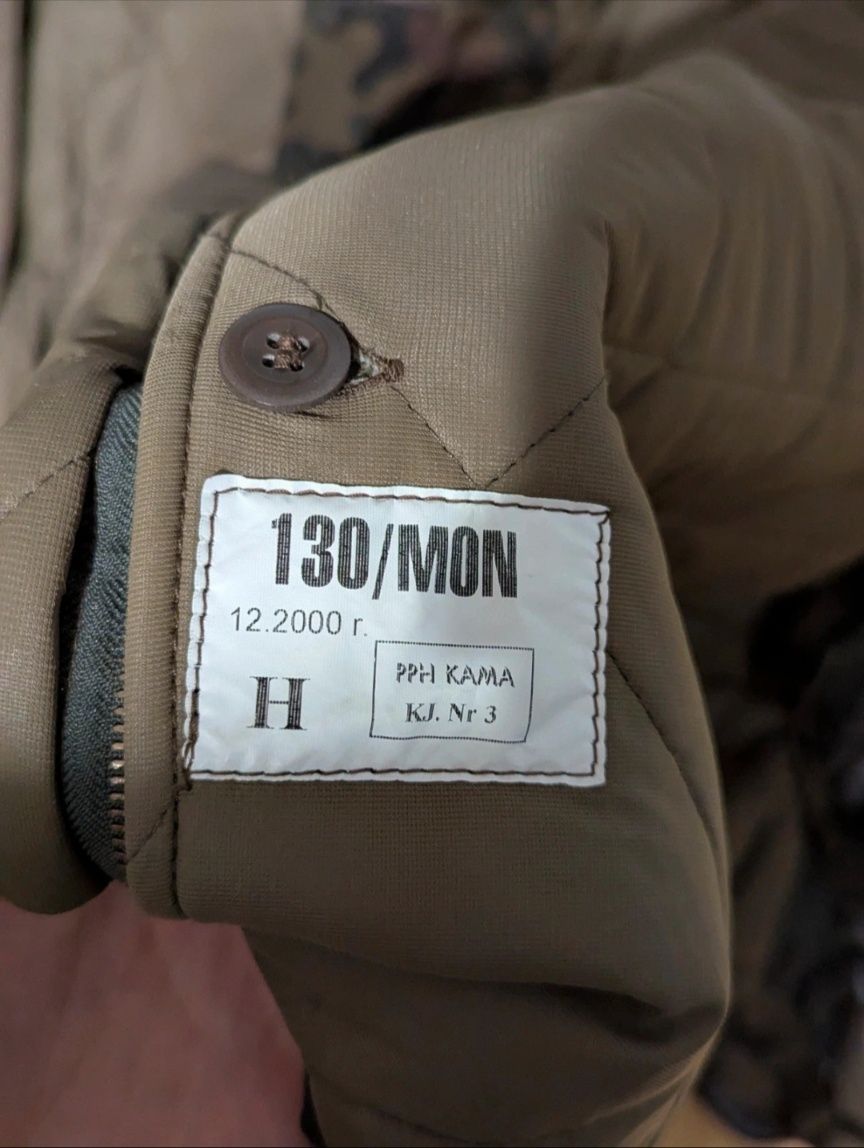 130/MON
12.2000 r.
H
PPH KAMA
KJ. Nr 3